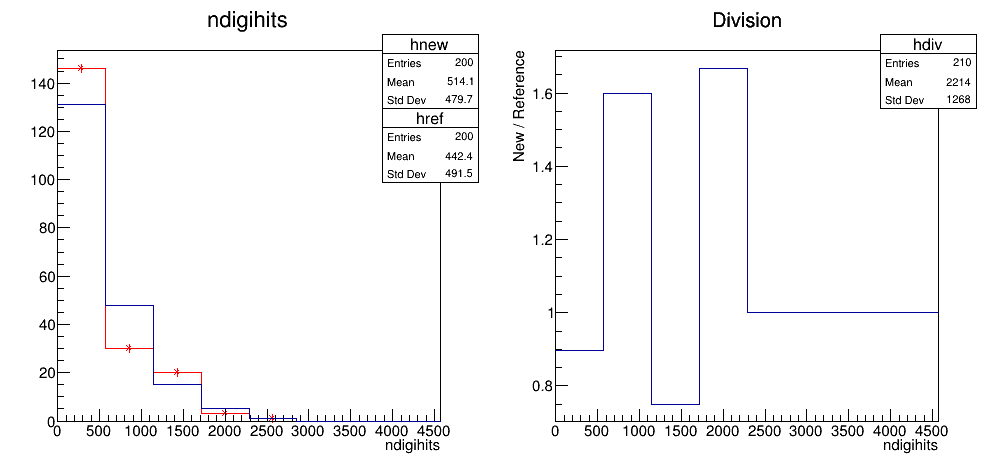 ndigihits
hnew
Entries 200
Mean 514.1
Std Dev 479.7
href
Entries 200
Mean 442.4
Std Dev 491.5
140
120
100
80
60
40
20
0
0 500 1000 1500 2000 2500 3000 3500 4000 4500
ndigihits
Division
hdiv
Entries 210
Mean 2214
Std Dev 1268
New / Reference
1.6
1.4
1.2
1
0.8
0 500 1000 1500 2000 2500 3000 3500 4000 4500
ndigihits